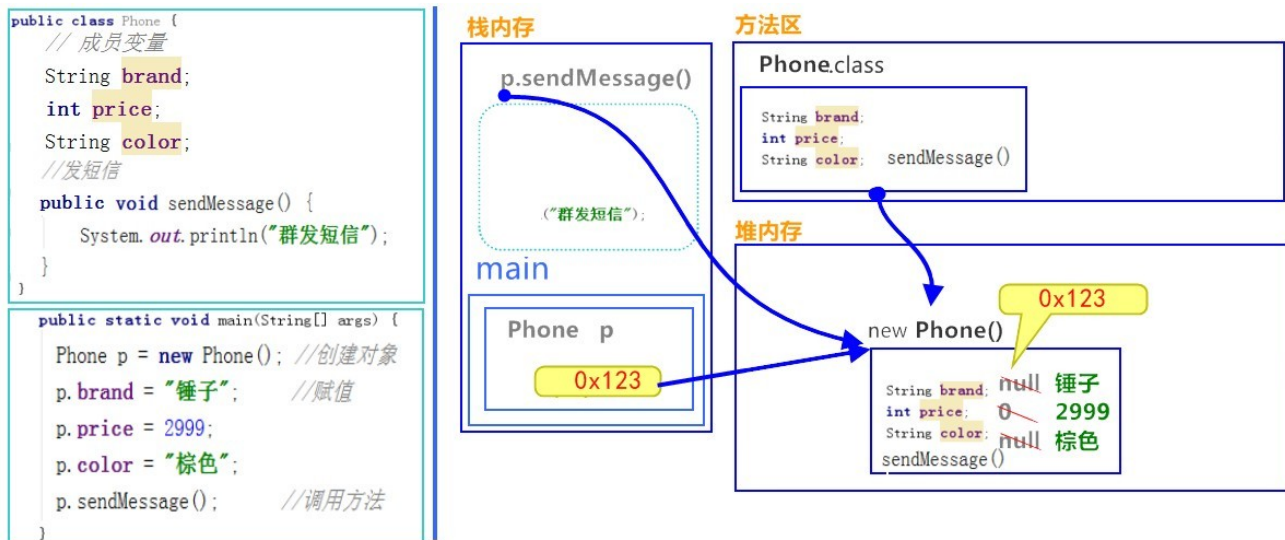 public class Phone {
// 成员变量
String brand;
int price;
String color;
//发短信
public void sendMessage() {
System.out.println("群发短信");
}
}
public static void main(String[] args) {
Phone p = new Phone(); //创建对象
p.brand = "锤子"; //赋值
p.price = 2999;
p.color = "棕色";
p.sendMessage(); //调用方法
}
栈内存
p.sendMessage()
("群发短信");
main
Phone p
0x123
方法区
Phone.class
String brand;
int price;
String color; sendMessage()
堆内存
0x123
new Phone()
String brand; null 锤子
int price; 0 2999
String color; null 棕色
sendMessage()